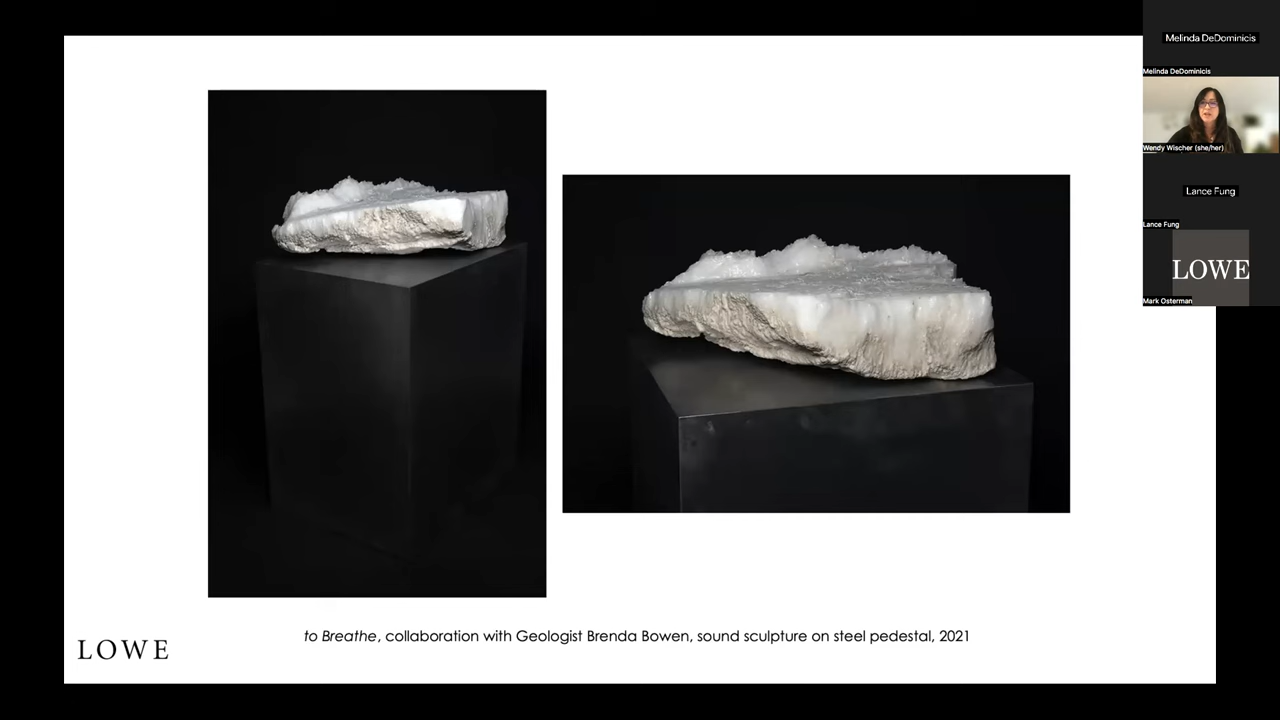 Melinda DeDominicis
Melinda DeDominicis
Wendy Wischer (she/her)
Lance Fung
Lance Fung
LOWE
Mark Osterman
to Breathe, collaboration with Geologist Brenda Bowen, sound sculpture on steel pedestal, 2021
LOWE